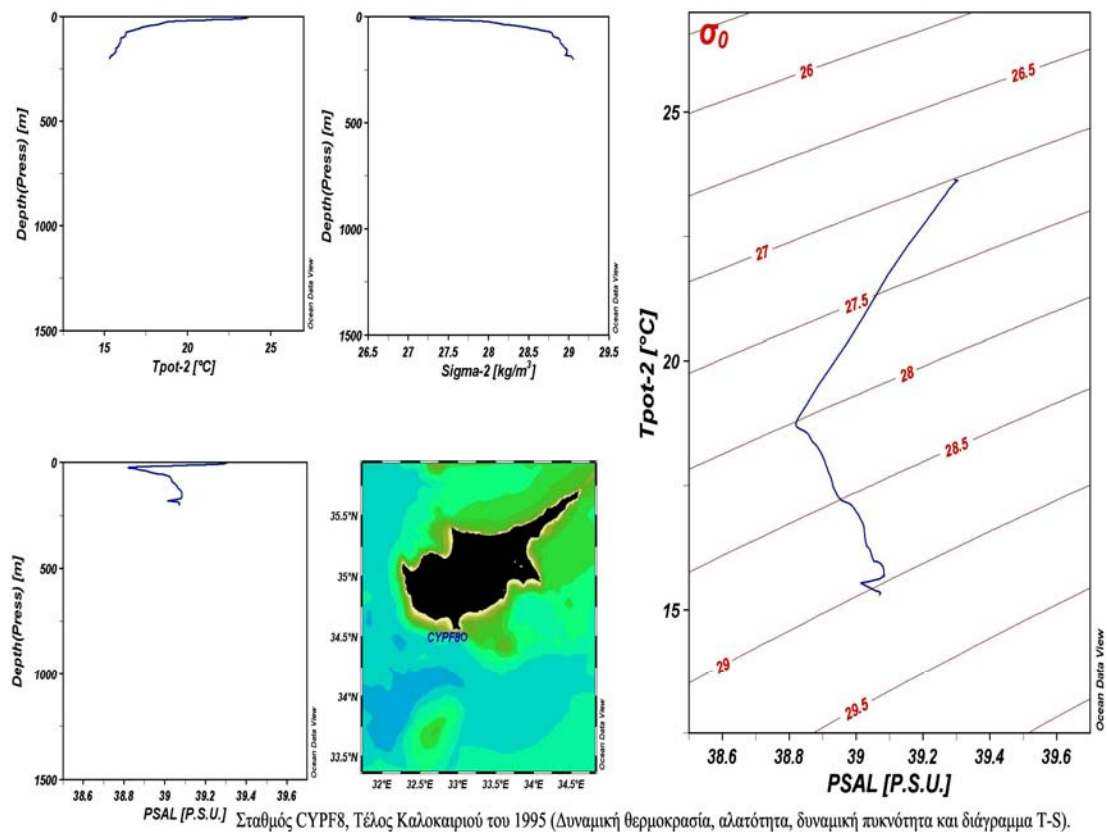 0
500
1000
1500
Depth(Press) [m]
15 20 25
Tpot-2 [°C]
Ocean Data View
0
500
1000
1500
Depth(Press) [m]
26.5 27 27.5 28 28.5 29 29.5
Sigma-2 [kg/m³]
Ocean Data View
σ₀
26
26.5
27
27.5
28
28.5
29
29.5
25
20
15
Tpot-2 [°C]
38.6 38.8 39 39.2 39.4 39.6
PSAL [P.S.U.]
Ocean Data View
0
500
1000
1500
Depth(Press) [m]
38.6 38.8 39 39.2 39.4 39.6
PSAL [P.S.U.]
Ocean Data View
35.5°N
35°N
34.5°N
34°N
33.5°N
CYPF8
32°E 32.5°E 33°E 33.5°E 34°E 34.5°E
Ocean Data View
Σταθμός CYPF8, Τέλος Καλοκαιριού του 1995 (Δυναμική θερμοκρασία, αλατότητα, δυναμική πυκνότητα και διάγραμμα T-S).